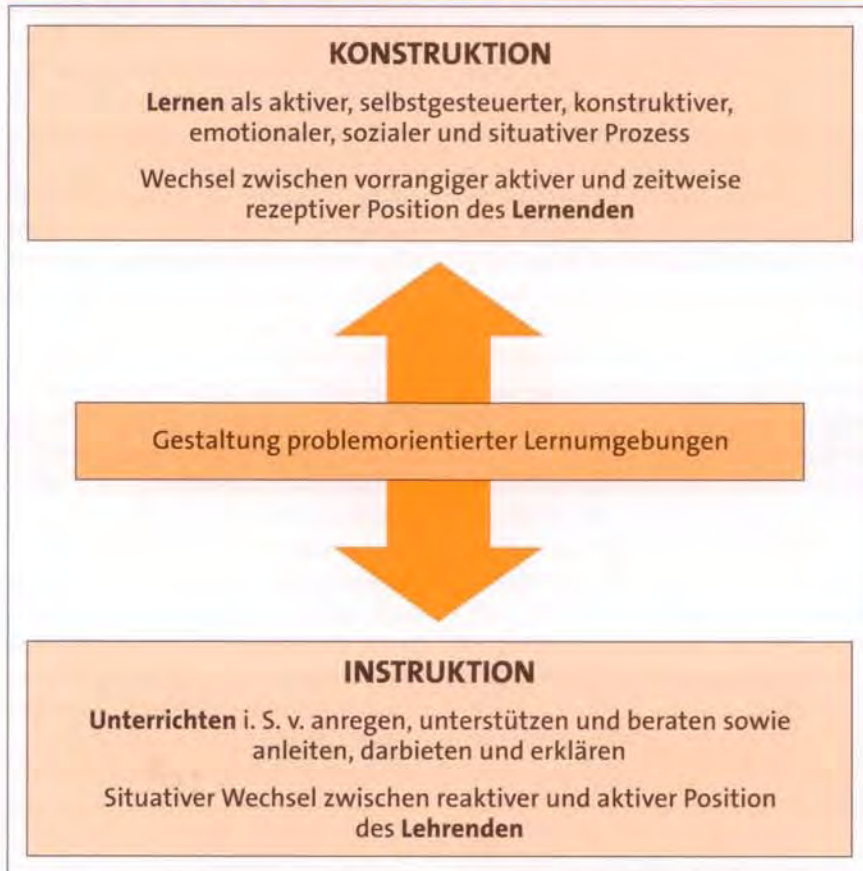 KONSTRUKTION
Lernen als aktiver, selbstgesteuerter, konstruktiver,
emotionaler, sozialer und situativer Prozess
Wechsel zwischen vorrangiger aktiver und zeitweise
rezeptiver Position des Lernenden
Gestaltung problemorientierter Lernumgebungen
INSTRUKTION
Unterrichten i. S. v. anregen, unterstützen und beraten sowie
anleiten, darbieten und erklären
Situativer Wechsel zwischen reaktiver und aktiver Position
des Lehrenden